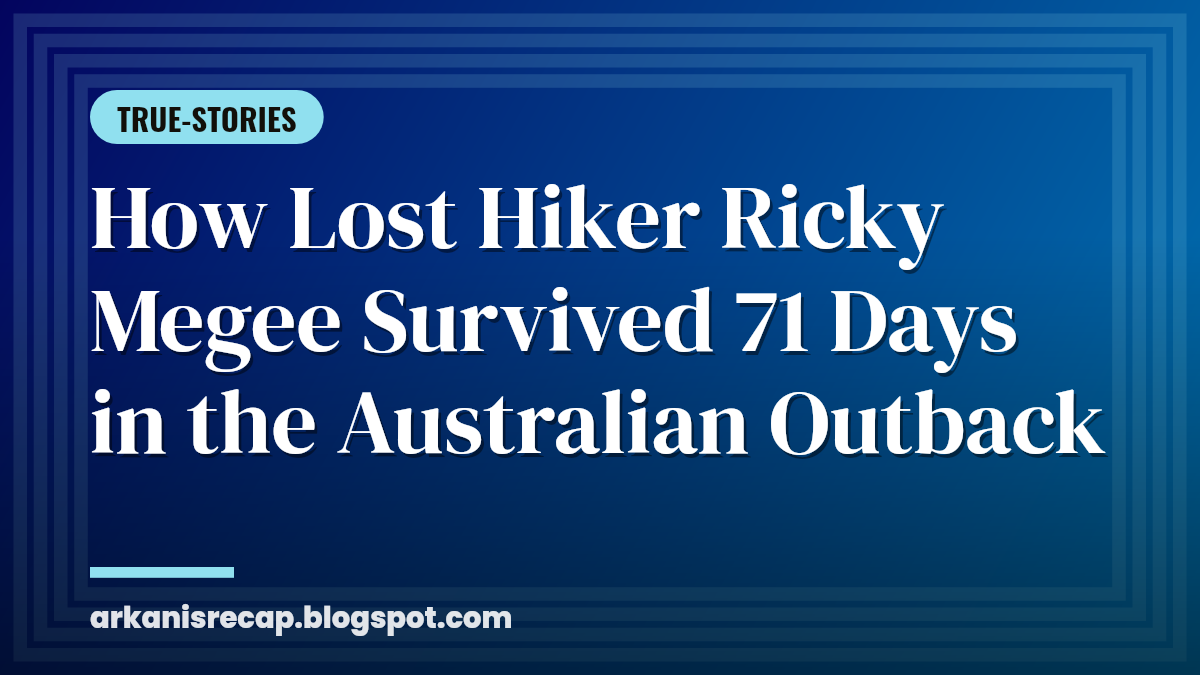 TRUE-STORIES
How Lost Hiker Ricky
Megee Survived 71 Days
in the Australian Outback
arkanisrecap.blogspot.com